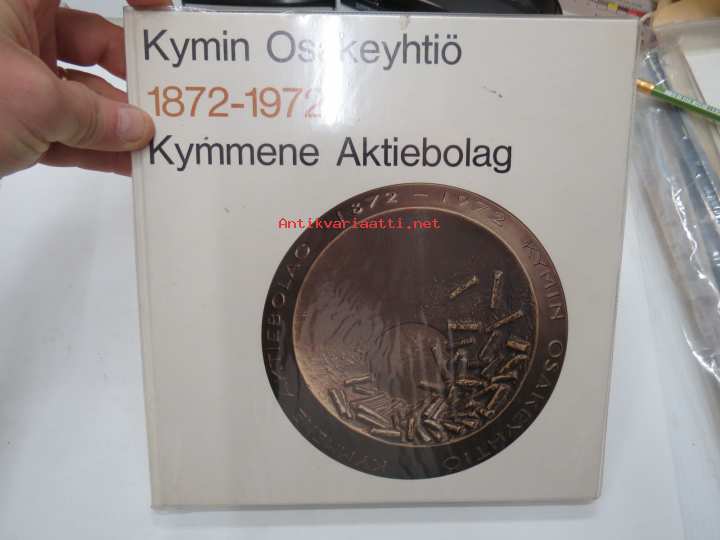 Kymin Osakeyhtiö
1872-1972
Kymmene Aktiebolag
Antikvariaatti.net
KYMMENE AKTIEBOLAG 1872 - 1972 KYMIN OSAKEYHTIÖ